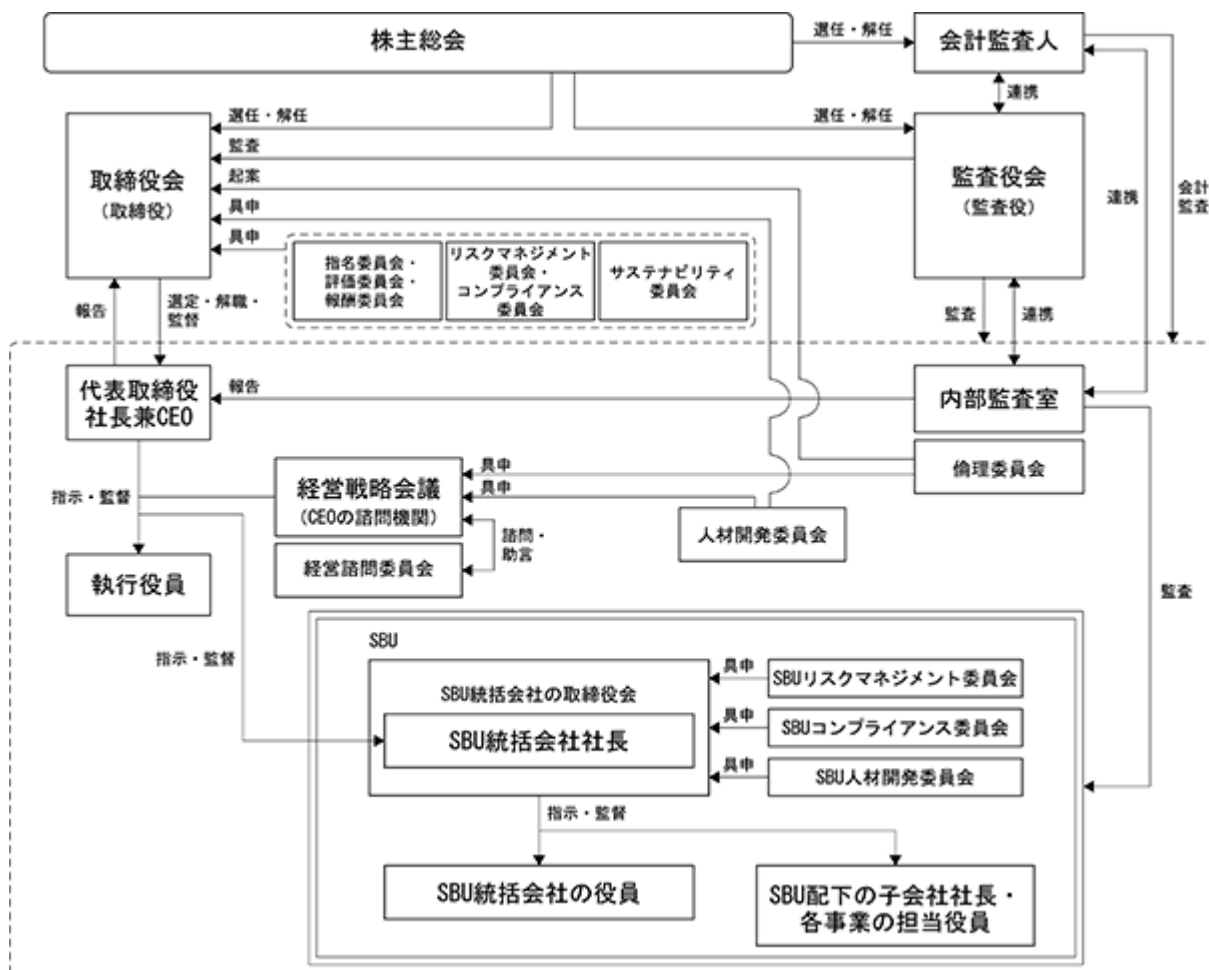 株主総会
選任・解任
会計監査人
連携
選任・解任
選任・解任
取締役会
(取締役)
監査
起案
具申
具申
監査役会
(監査役)
連携
会計
監査
指名委員会・
評価委員会・
報酬委員会
リスクマネジメント
委員会・
コンプライアンス
委員会
サステナビリティ
委員会
報告
選定・解職・
監督
監査
連携
代表取締役
社長兼CEO
報告
内部監査室
倫理委員会
指示・監督
経営戦略会議
(CEOの諮問機関)
具申
具申
諮問・
助言
人材開発委員会
経営諮問委員会
執行役員
監査
指示・監督
SBU
SBU統括会社の取締役会
SBU統括会社社長
具申
SBUリスクマネジメント委員会
具申
SBUコンプライアンス委員会
具申
SBU人材開発委員会
指示・監督
SBU統括会社の役員
SBU配下の子会社社長・
各事業の担当役員